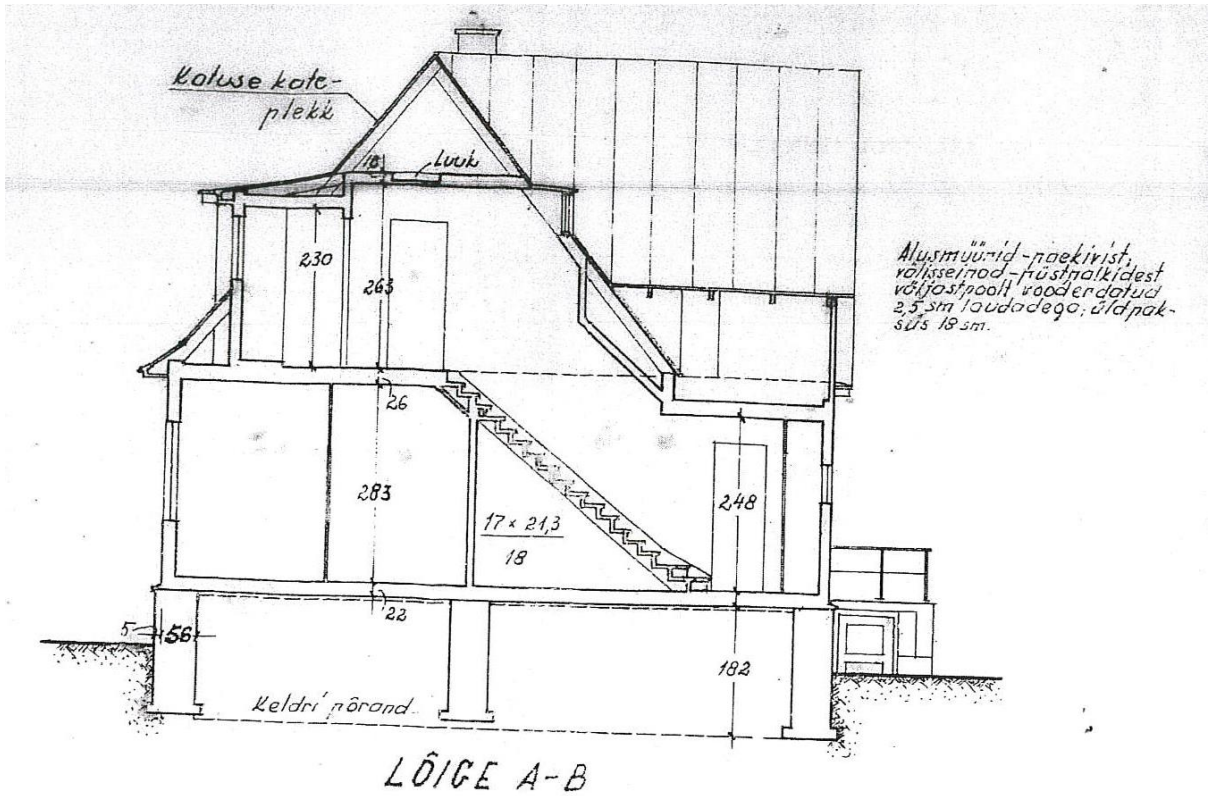 Katuse kate-
plekk
18
Luuk
230
263
Alusmüürid - paekivist,
välisseinad - püstpalkidest
väljastpoolt vooderdatud
2,5 sm laudadega; üldpak-
sus 18 sm.
26
283
248
17 × 21,3
18
22
5
56
182
Keldri põrand
LÕIGE A-B